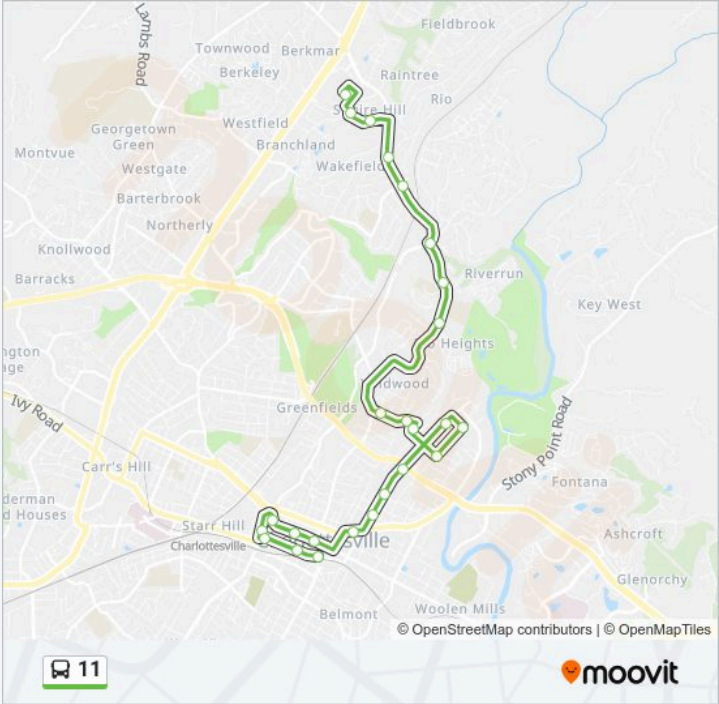 Fieldbrook
Lambs Road
Townwood
Berkmar
Berkeley
Raintree
Rio
Westfield
Georgetown
Green
Branchland
Montvue
Wakefield
Westgate
Barterbrook
Northerly
Knollwood
Riverrun
Barracks
Key West
Heights
Greenfields
Ivy Road
Stony Point Road
Carr's Hill
Fontana
Starr Hill
Charlottesville
Ashcroft
Glenorchy
Belmont
Woolen Mills
© OpenStreetMap contributors | © OpenMapTiles
11
moovit